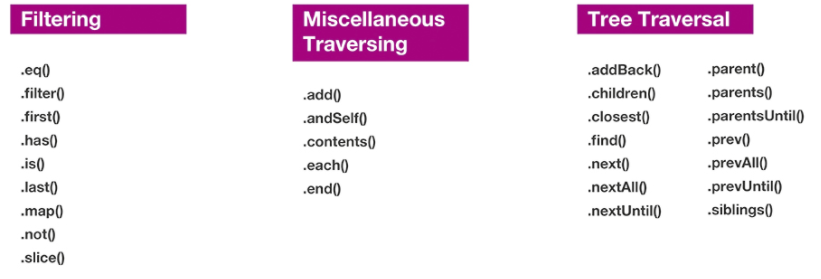 Filtering
.eq()
.filter()
.first()
.has()
.is()
.last()
.map()
.not()
.slice()
Miscellaneous
Traversing
.add()
.andSelf()
.contents()
.each()
.end()
Tree Traversal
.addBack()
.children()
.closest()
.find()
.next()
.nextAll()
.nextUntil()
.parent()
.parents()
.parentsUntil()
.prev()
.prevAll()
.prevUntil()
.siblings()